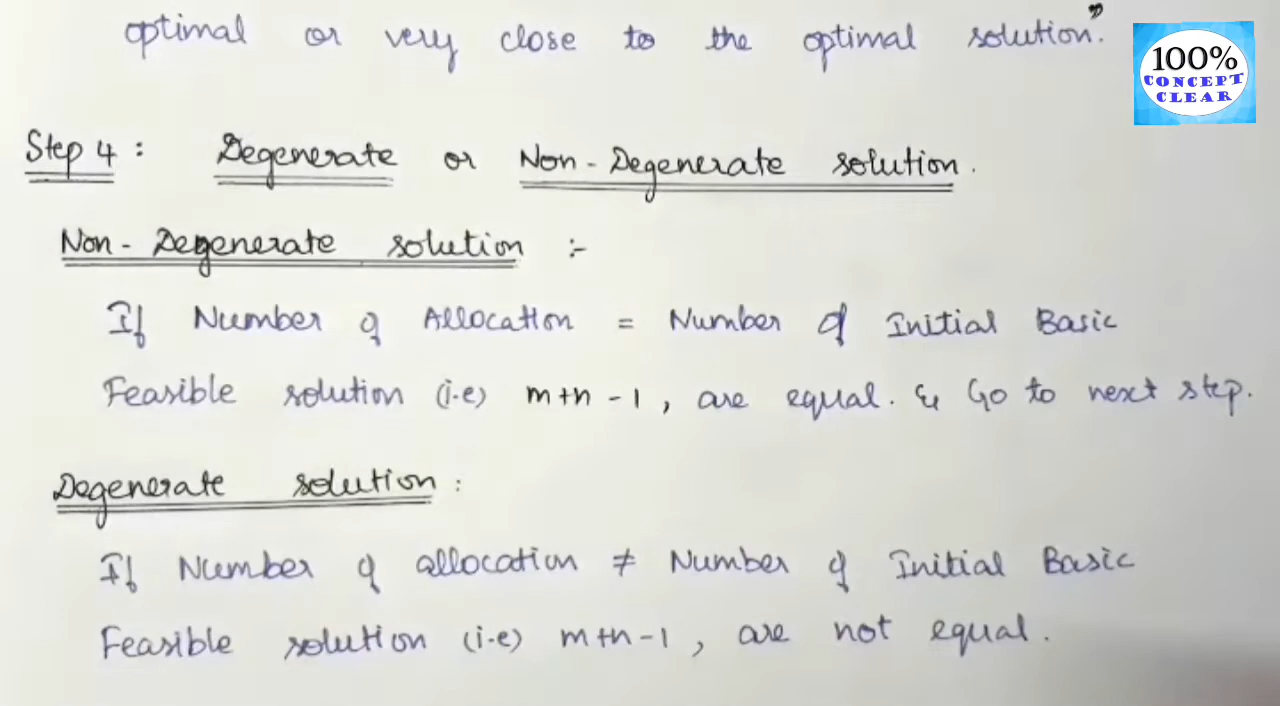 optimal or very close to the optimal solution."
100%
CONCEPT
CLEAR
Step 4 : Degenerate or Non - Degenerate solution.
Non - Degenerate solution :-
If Number of Allocation = Number of Initial Basic
Feasible solution (i.e) m+n-1, are equal. & Go to next step.
Degenerate solution :
If Number of allocation ≠ Number of Initial Basic
Feasible solution (i-e) m+n-1, are not equal.